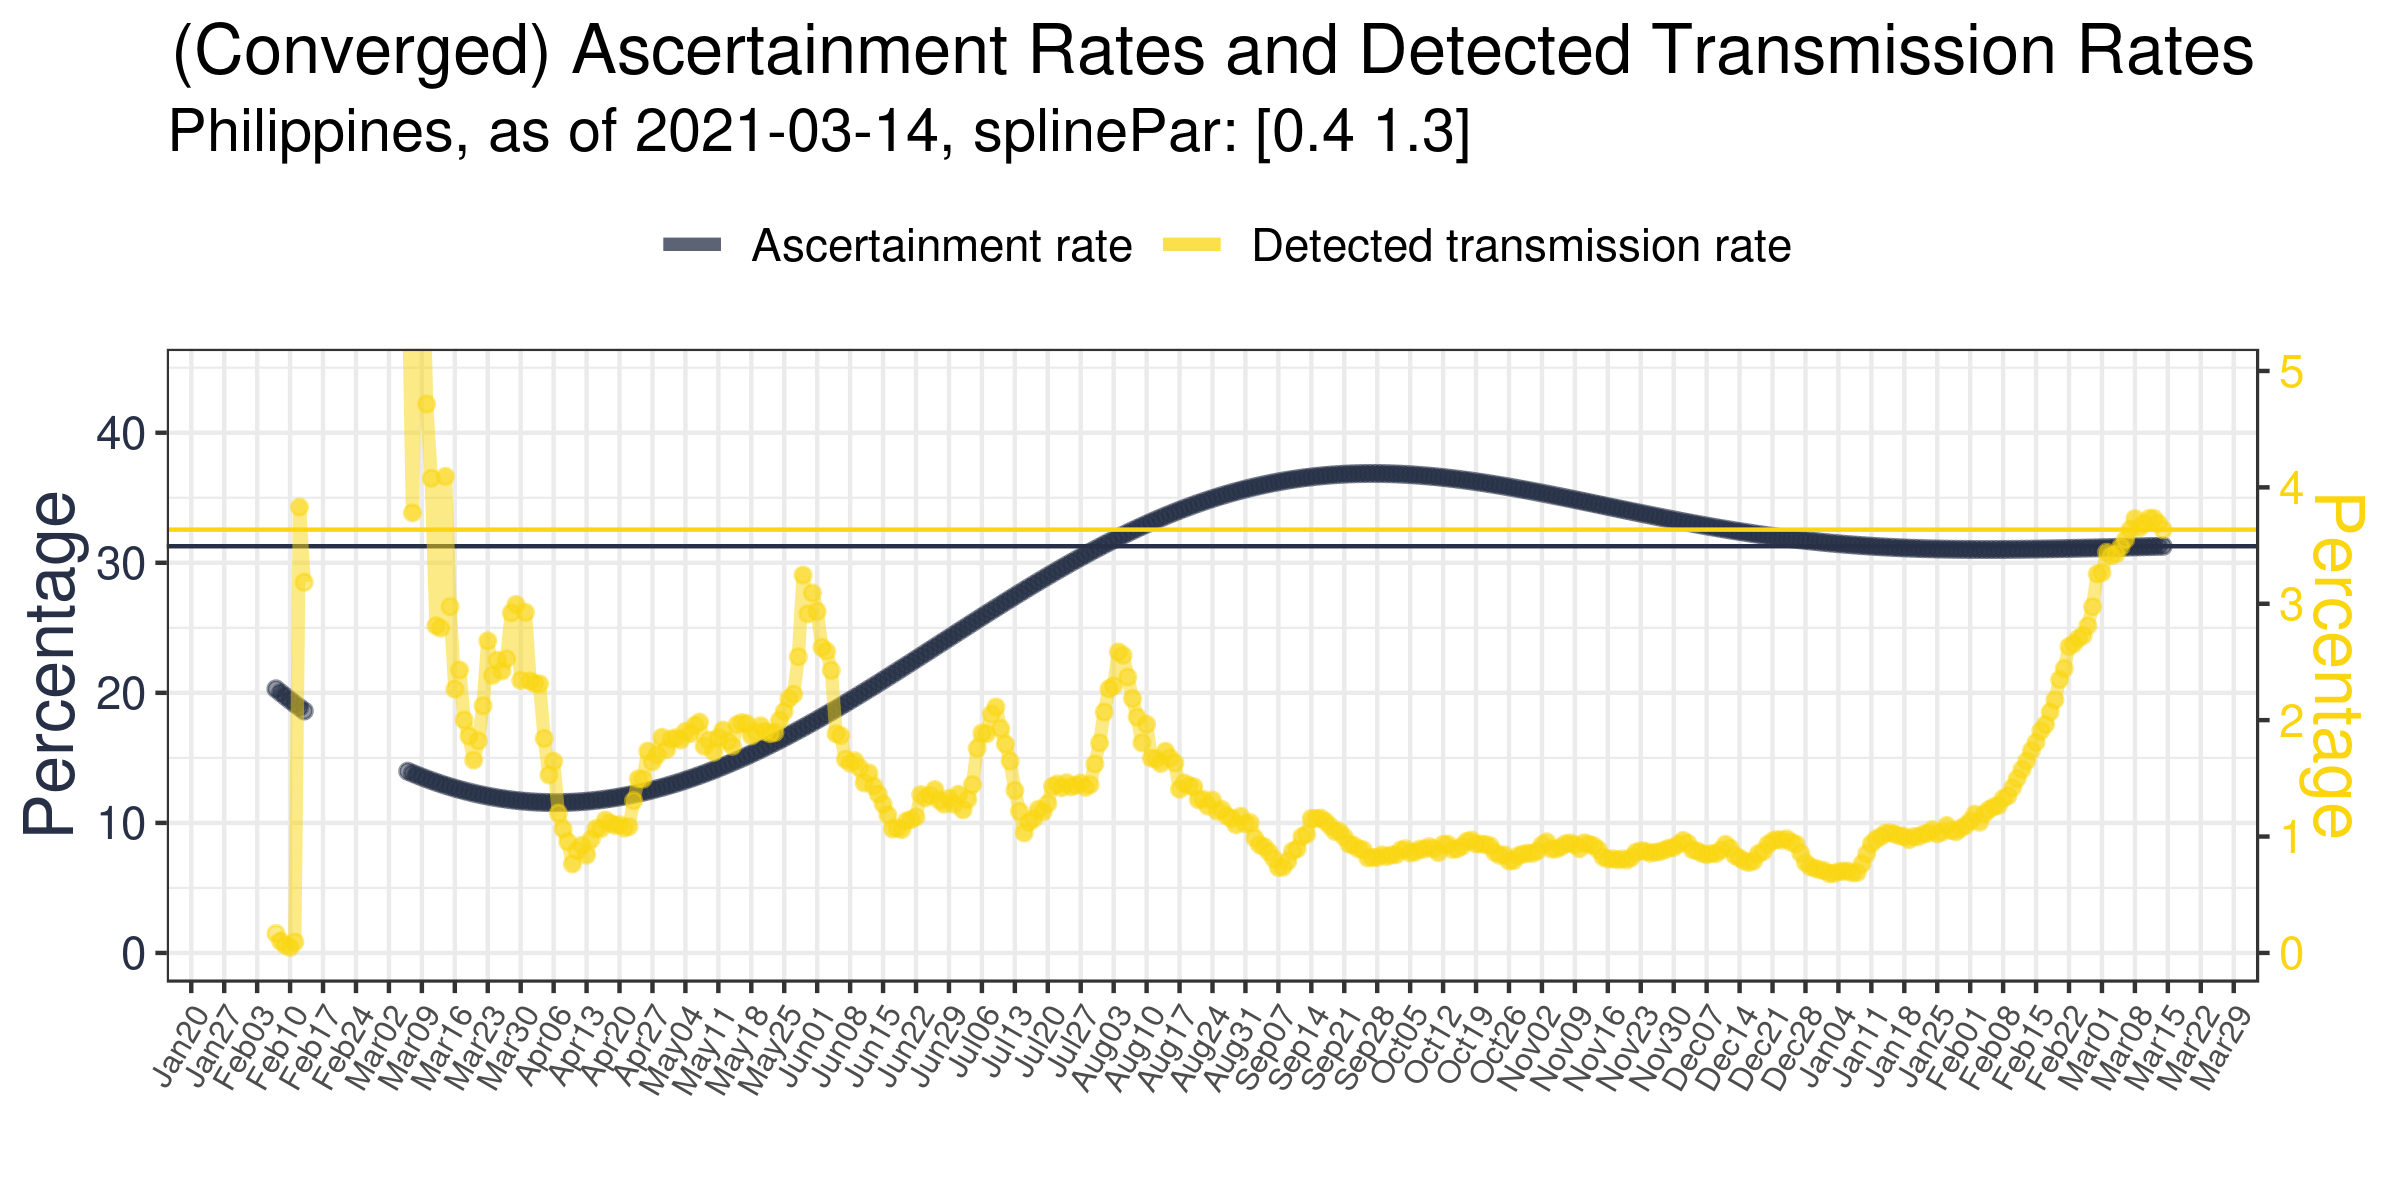 (Converged) Ascertainment Rates and Detected Transmission Rates
Philippines, as of 2021-03-14, splinePar: [0.4 1.3]
Ascertainment rate
Detected transmission rate
Percentage
40
30
20
10
0
5
4
3
2
1
0
Percentage
Jan20
Jan27
Feb03
Feb10
Feb17
Feb24
Mar02
Mar09
Mar16
Mar23
Mar30
Apr06
Apr13
Apr20
Apr27
May04
May11
May18
May25
Jun01
Jun08
Jun15
Jun22
Jun29
Jul06
Jul13
Jul20
Jul27
Aug03
Aug10
Aug17
Aug24
Aug31
Sep07
Sep14
Sep21
Sep28
Oct05
Oct12
Oct19
Oct26
Nov02
Nov09
Nov16
Nov23
Nov30
Dec07
Dec14
Dec21
Dec28
Jan04
Jan11
Jan18
Jan25
Feb01
Feb08
Feb15
Feb22
Mar01
Mar08
Mar15
Mar22
Mar29